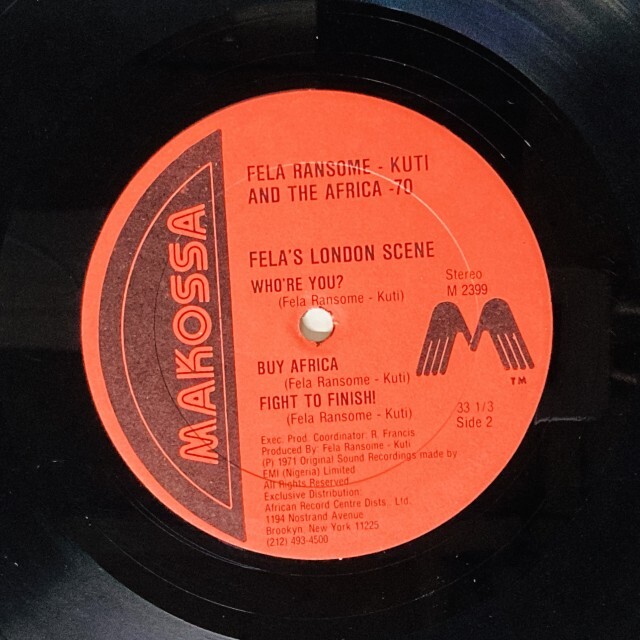 MAKOSSA
FELA RANSOME - KUTI
AND THE AFRICA -70
FELA'S LONDON SCENE
WHO'RE YOU?
(Fela Ransome - Kuti)
Stereo
M 2399
BUY AFRICA
(Fela Ransome - Kuti)
FIGHT TO FINISH!
(Fela Ransome - Kuti)
TM
33 1/3
Side 2
Exec. Prod. Coordinator: R. Francis
Produced By: Fela Ransome - Kuti
(P) 1971 Original Sound Recordings made by
EMI (Nigeria) Limited
All Rights Reserved
Exclusive Distribution:
African Record Centre Dists., Ltd.
1194 Nostrand Avenue
Brookyn, New York 11225
(212) 493-4500